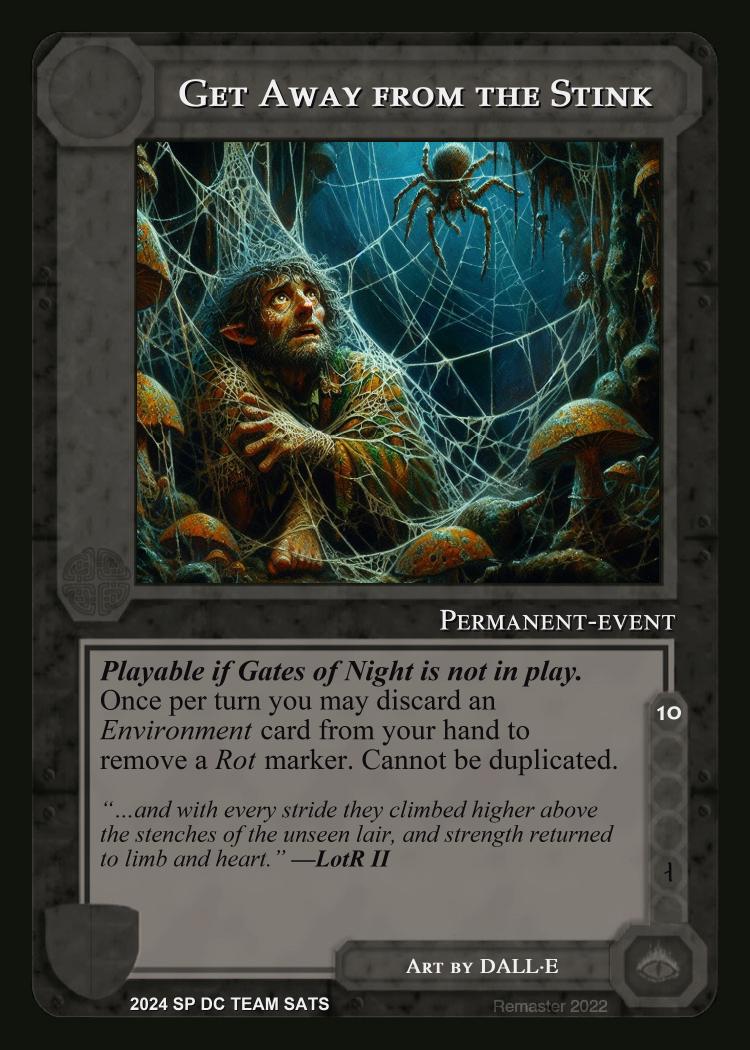 Get Away from the Stink
Permanent-event
Playable if Gates of Night is not in play.
Once per turn you may discard an
Environment card from your hand to
remove a Rot marker. Cannot be duplicated.
10
“...and with every stride they climbed higher above
the stenches of the unseen lair, and strength returned
to limb and heart.” —LotR II
Art by DALL·E
2024 SP DC TEAM SATS
Remaster 2022